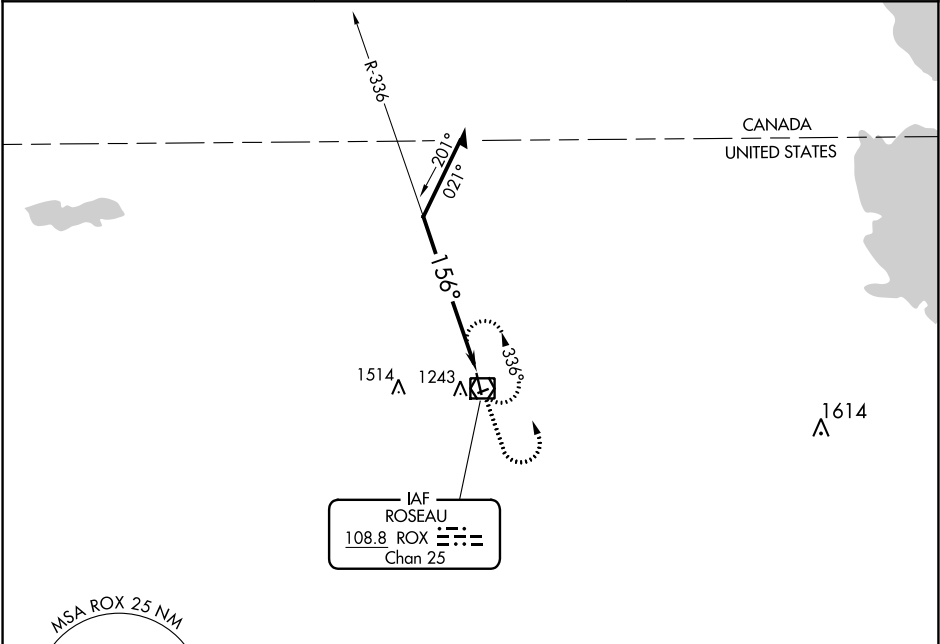 R-336
CANADA
UNITED STATES
201°
021°
156°
336°
1514
1243
1614
IAF
ROSEAU
108.8 ROX
Chan 25
MSA ROX 25 NM